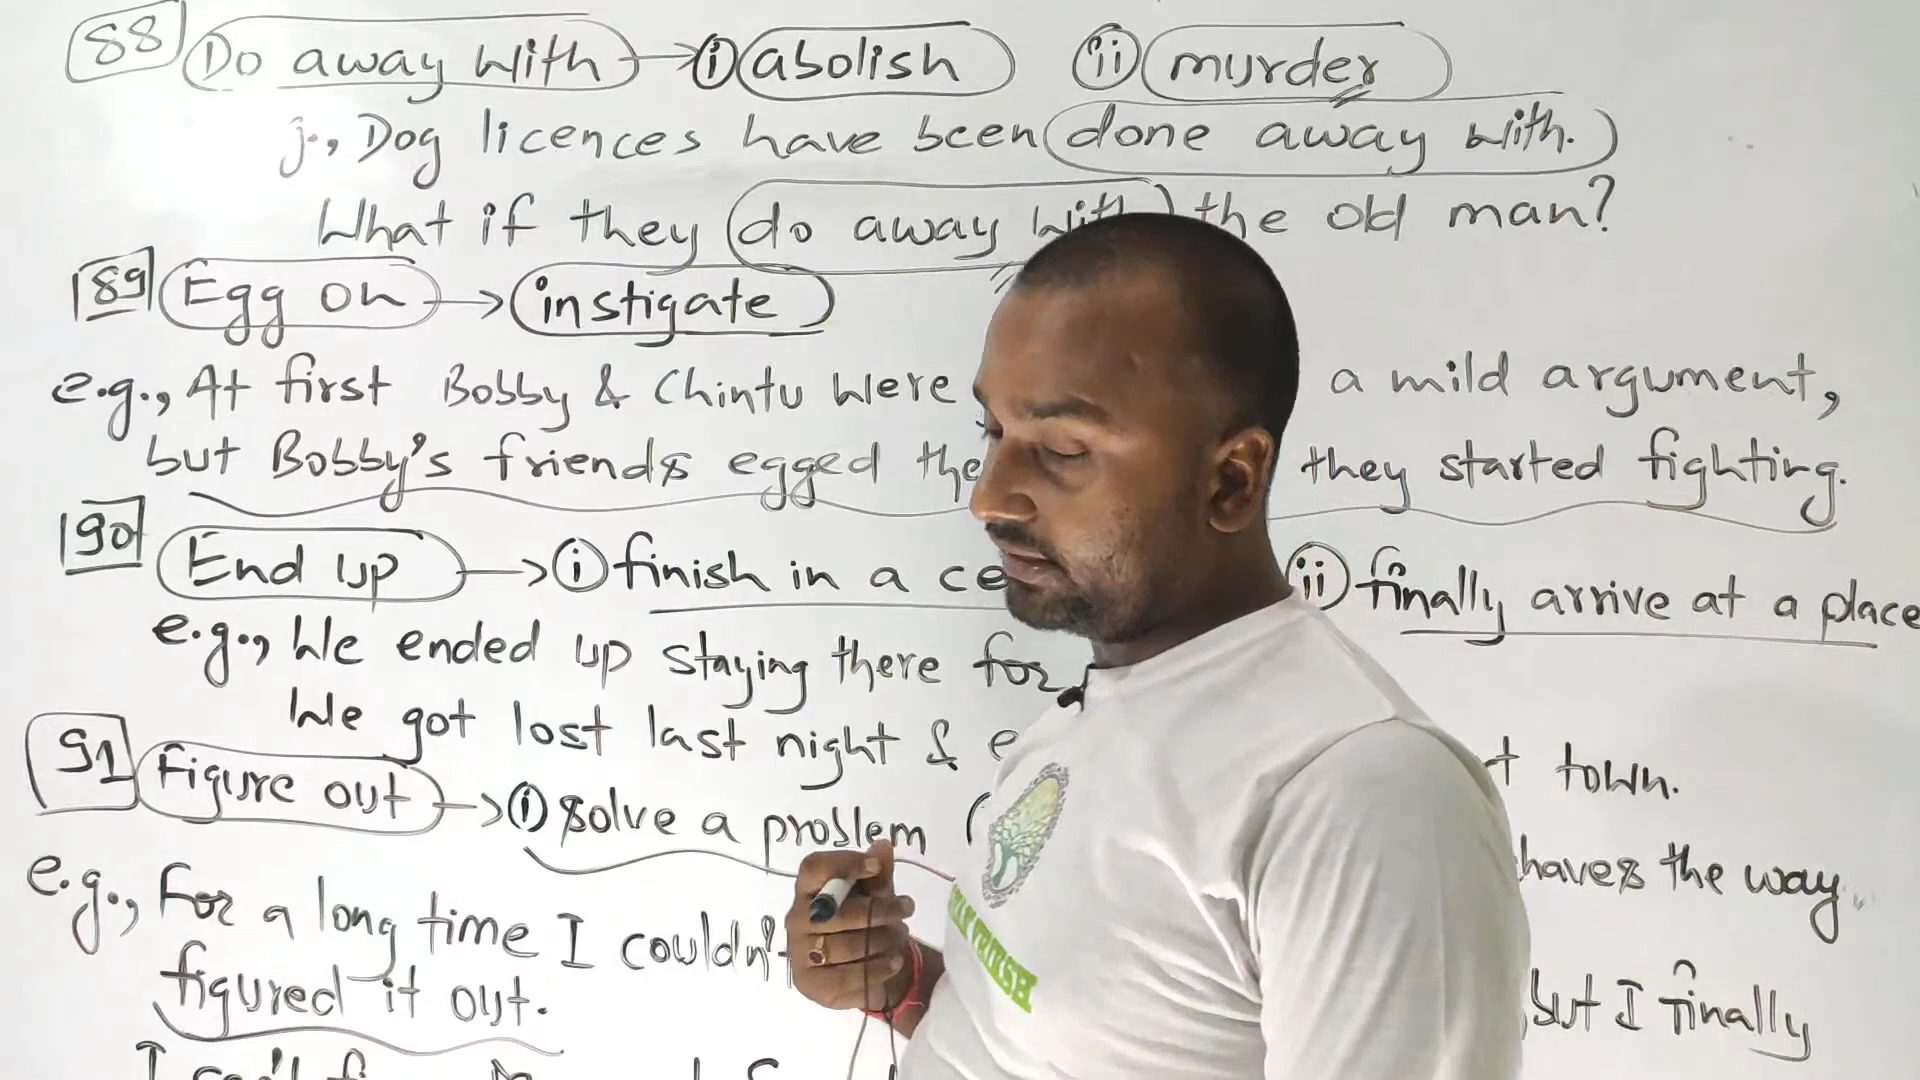 88 Do away with → i abolish ii murder
Dog licences have been done away with.
What if they do away with the old man?
89 Egg on → instigate
e.g., At first Bobby & Chintu were a mild argument,
but Bobby's friends egged they started fighting.
90 End up → i finish in a ii finally arrive at a place
e.g., We ended up staying there for
We got lost last night & town.
91 Figure out → i solve a problem the way
e.g., For a long time I couldn't but I finally
figured it out.